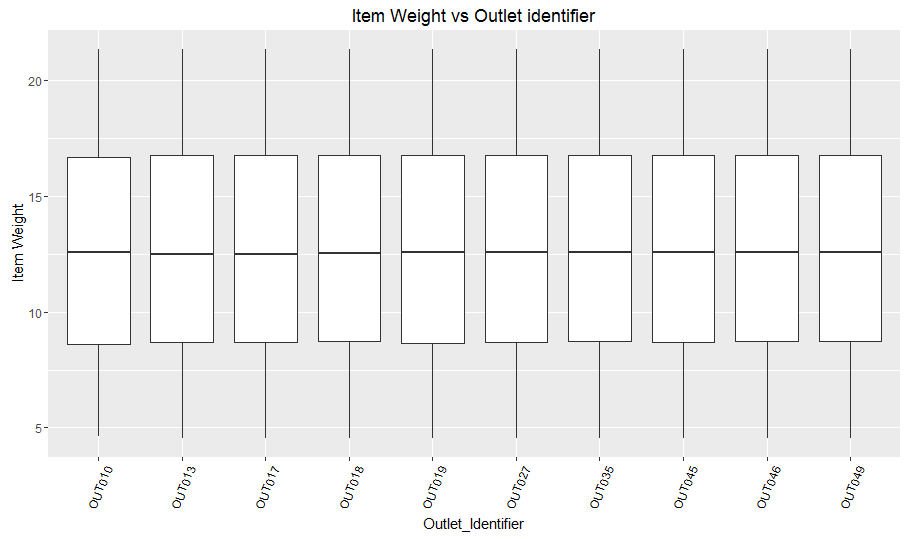 Item Weight vs Outlet identifier
Item Weight
20
15
10
5
OUT010
OUT013
OUT017
OUT018
OUT019
OUT027
OUT035
OUT045
OUT046
OUT049
Outlet_Identifier